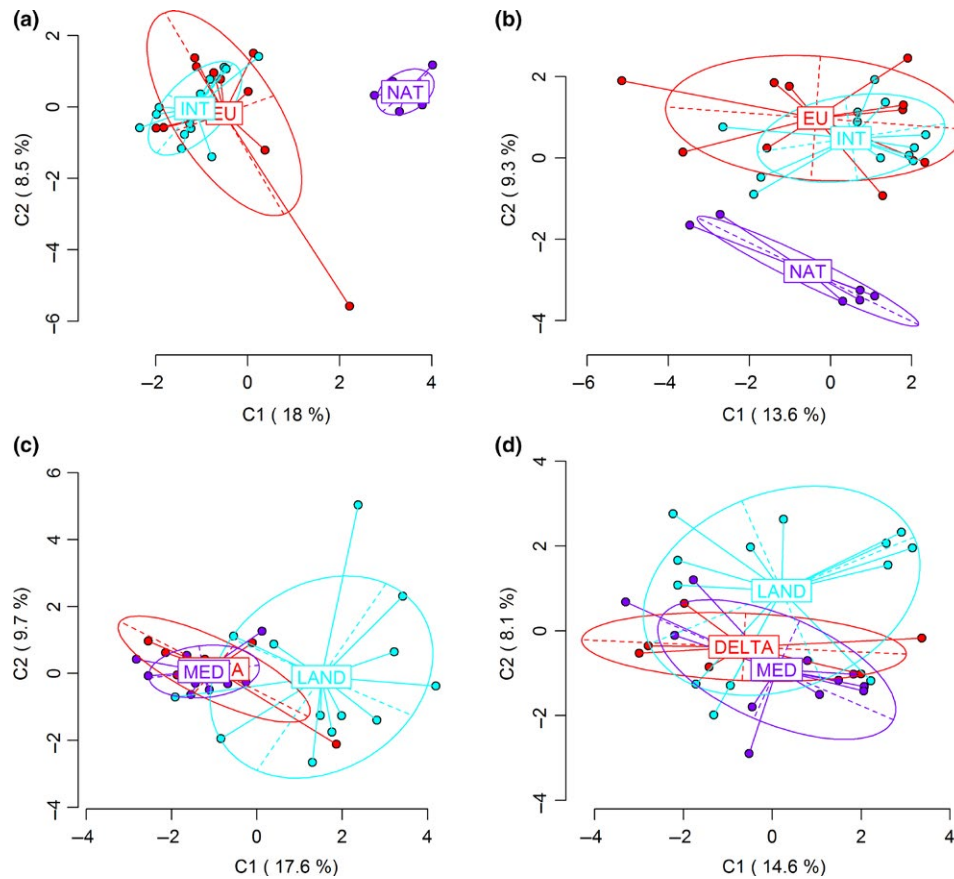 (a)
2
0
−2
−4
−6
C2 ( 8.5 %)
INT
EU
NAT
−2
0
2
4
C1 ( 18 %)
(b)
2
0
−2
−4
C2 ( 9.3 %)
EU
INT
NAT
−6
−4
−2
0
2
C1 ( 13.6 %)
(c)
6
4
2
0
−2
−4
C2 ( 9.7 %)
MED
A
LAND
−4
−2
0
2
4
C1 ( 17.6 %)
(d)
4
2
0
−2
−4
C2 ( 8.1 %)
LAND
DELTA
MED
−4
−2
0
2
4
C1 ( 14.6 %)